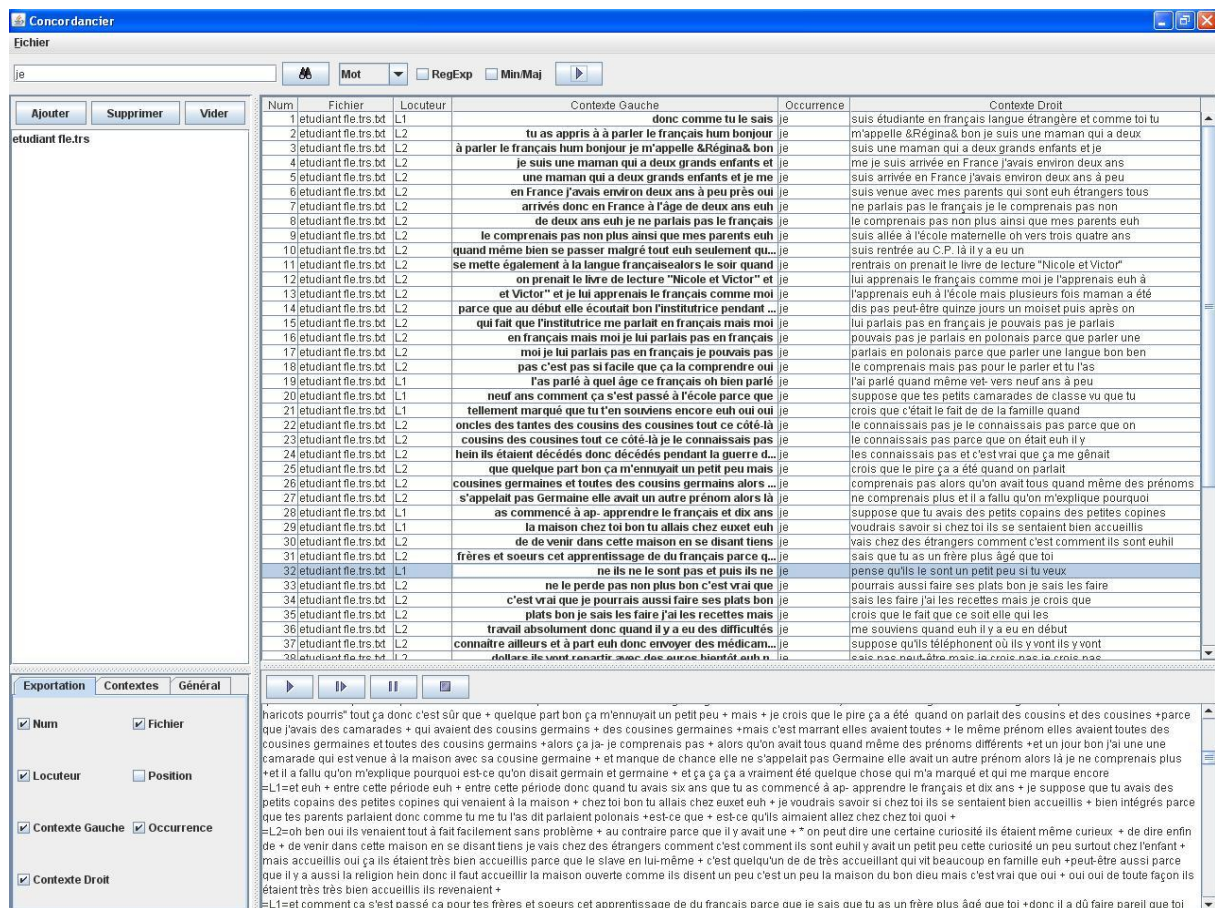 Concordancier
Fichier
je Mot RegExp Min/Maj
Ajouter Supprimer Vider
etudiant fle.trs
Num Fichier Locuteur Contexte Gauche Occurrence Contexte Droit
1 etudiant fle.trs.txt L1 donc comme tu le sais je suis étudiante en français langue étrangère et comme toi tu
2 etudiant fle.trs.txt L2 tu as appris à à parler le français hum bonjour je m'appelle &Régina& bon je suis une maman qui a deux
3 etudiant fle.trs.txt L2 à parler le français hum bonjour je m'appelle &Régina& bon je suis une maman qui a deux grands enfants et je
4 etudiant fle.trs.txt L2 je suis une maman qui a deux grands enfants et je me je suis arrivée en France j'avais environ deux ans
5 etudiant fle.trs.txt L2 une maman qui a deux grands enfants et je me je suis arrivée en France j'avais environ deux ans à peu
6 etudiant fle.trs.txt L2 en France j'avais environ deux ans à peu près oui je suis venue avec mes parents qui sont euh étrangers tous
7 etudiant fle.trs.txt L2 arrivés donc en France à l'âge de deux ans euh je ne parlais pas le français je le comprenais pas non
8 etudiant fle.trs.txt L2 de deux ans euh je ne parlais pas le français je le comprenais pas non plus ainsi que mes parents euh
9 etudiant fle.trs.txt L2 le comprenais pas non plus ainsi que mes parents euh je suis allée à l'école maternelle oh vers trois quatre ans
10 etudiant fle.trs.txt L2 quand même bien se passer malgré tout euh seulement qu... je suis rentrée au C.P. là il y a eu un
11 etudiant fle.trs.txt L2 se mette également à la langue françaisealors le soir quand je rentrais on prenait le livre de lecture "Nicole et Victor"
12 etudiant fle.trs.txt L2 on prenait le livre de lecture "Nicole et Victor" et je lui apprenais le français comme moi je l'apprenais euh à
13 etudiant fle.trs.txt L2 et Victor" et je lui apprenais le français comme moi je l'apprenais euh à l'école mais plusieurs fois maman a été
14 etudiant fle.trs.txt L2 parce que au début elle écoutait bon l'institutrice pendant ... je dis pas peut-être quinze jours un moiset puis après on
15 etudiant fle.trs.txt L2 qui fait que l'institutrice me parlait en français mais moi je lui parlais pas en français je pouvais pas je parlais
16 etudiant fle.trs.txt L2 en français mais moi je lui parlais pas en français je pouvais pas je parlais en polonais parce que parler une
17 etudiant fle.trs.txt L2 moi je lui parlais pas en français je pouvais pas je parlais en polonais parce que parler une langue bon ben
18 etudiant fle.trs.txt L2 pas c'est pas si facile que ça la comprendre oui je le comprenais mais pas pour le parler et tu l'as
19 etudiant fle.trs.txt L1 l'as parlé à quel âge ce français oh bien parlé je l'ai parlé quand même vet- vers neuf ans à peu
20 etudiant fle.trs.txt L1 neuf ans comment ça s'est passé à l'école parce que je suppose que tes petits camarades de classe vu que tu
21 etudiant fle.trs.txt L1 tellement marqué que tu t'en souviens encore euh oui oui je crois que c'était le fait de de la famille quand
22 etudiant fle.trs.txt L2 oncles des tantes des cousins des cousines tout ce côté-là je le connaissais pas je le connaissais pas parce que on
23 etudiant fle.trs.txt L2 cousins des cousines tout ce côté-là je le connaissais pas je le connaissais pas parce que on était euh il y
24 etudiant fle.trs.txt L2 hein ils étaient décédés donc décédés pendant la guerre d... je les connaissais pas et c'est vrai que ça me gênait
25 etudiant fle.trs.txt L2 que quelque part bon ça m'ennuyait un petit peu mais je crois que le pire ça a été quand on parlait
26 etudiant fle.trs.txt L2 cousines germaines et toutes des cousins germains alors ... je comprenais pas alors qu'on avait tous quand même des prénoms
27 etudiant fle.trs.txt L2 s'appelait pas Germaine elle avait un autre prénom alors là je ne comprenais plus et il a fallu qu'on m'explique pourquoi
28 etudiant fle.trs.txt L1 as commencé à ap- apprendre le français et dix ans je suppose que tu avais des petits copains des petites copines
29 etudiant fle.trs.txt L1 la maison chez toi bon tu allais chez euxet euh je voudrais savoir si chez toi ils se sentaient bien accueillis
30 etudiant fle.trs.txt L2 de de venir dans cette maison en se disant tiens je vais chez des étrangers comment c'est comment ils sont euhil
31 etudiant fle.trs.txt L2 frères et soeurs cet apprentissage de du français parce q... je sais que tu as un frère plus âgé que toi
32 etudiant fle.trs.txt L1 ne ils ne le sont pas et puis ils ne je pense qu'ils le sont un petit peu si tu veux
33 etudiant fle.trs.txt L2 ne le perde pas non plus bon c'est vrai que je pourrais aussi faire ses plats bon je sais les faire
34 etudiant fle.trs.txt L2 c'est vrai que je pourrais aussi faire ses plats bon je sais les faire j'ai les recettes mais je crois que
35 etudiant fle.trs.txt L2 plats bon je sais les faire j'ai les recettes mais je crois que le fait que ce soit elle qui les
36 etudiant fle.trs.txt L2 travail absolument donc quand il y a eu des difficultés je me souviens quand euh il y a eu en début
37 etudiant fle.trs.txt L2 connaître ailleurs et à part euh donc envoyer des médicam... je suppose qu'ils téléphonent où ils y vont ils y vont
38 etudiant fle.trs.txt L2 dollars ils vont repartir avec des euros bientôt euh n... je sais pas peut-être mais je crois pas je crois pas
Exportation Contextes Général
Num Fichier
Locuteur Position
Contexte Gauche Occurrence
Contexte Droit
haricots pourris" tout ça donc c'est sûr que + quelque part bon ça m'ennuyait un petit peu + mais + je crois que le pire ça a été quand on parlait des cousins et des cousines +parce
que j'avais des camarades + qui avaient des cousins germains + des cousines germaines +mais c'est marrant elles avaient toutes + le même prénom elles avaient toutes des
cousines germaines et toutes des cousins germains +alors ça ja- je comprenais pas + alors qu'on avait tous quand même des prénoms différents +et un jour bon j'ai une une
camarade qui est venue à la maison avec sa cousine germaine + et manque de chance elle ne s'appelait pas Germaine elle avait un autre prénom alors là je ne comprenais plus
+et il a fallu qu'on m'explique pourquoi est-ce qu'on disait germain et germaine + et ça ça ça a vraiment été quelque chose qui m'a marqué et qui me marque encore
=L1=et euh + entre cette période euh + entre cette période donc quand tu avais six ans que tu as commencé à ap- apprendre le français et dix ans + je suppose que tu avais des
petits copains des petites copines qui venaient à la maison + chez toi bon tu allais chez euxet euh + je voudrais savoir si chez toi ils se sentaient bien accueillis + bien intégrés parce
que tes parents parlaient donc comme tu me tu l'as dit parlaient polonais +est-ce que + est-ce qu'ils aimaient allez chez chez toi quoi +
=L2=oh ben oui ils venaient tout à fait facilement sans problème + au contraire parce que il y avait une + * on peut dire une certaine curiosité ils étaient même curieux + de dire enfin
de + de venir dans cette maison en se disant tiens je vais chez des étrangers comment c'est comment ils sont euhil y avait un petit peu cette curiosité un peu surtout chez l'enfant +
mais accueillis oui ça ils étaient très bien accueillis parce que le slave en lui-même + c'est quelqu'un de de très accueillant qui vit beaucoup en famille euh +peut-être aussi parce
que il y a aussi la religion hein donc il faut accueillir la maison ouverte comme ils disent un peu c'est un peu la maison du bon dieu mais c'est vrai que oui + oui oui de toute façon ils
étaient très très bien accueillis ils revenaient +
=L1=et comment ça s'est passé ça pour tes frères et soeurs cet apprentissage de du français parce que je sais que tu as un frère plus âgé que toi +donc il a dû faire pareil que toi